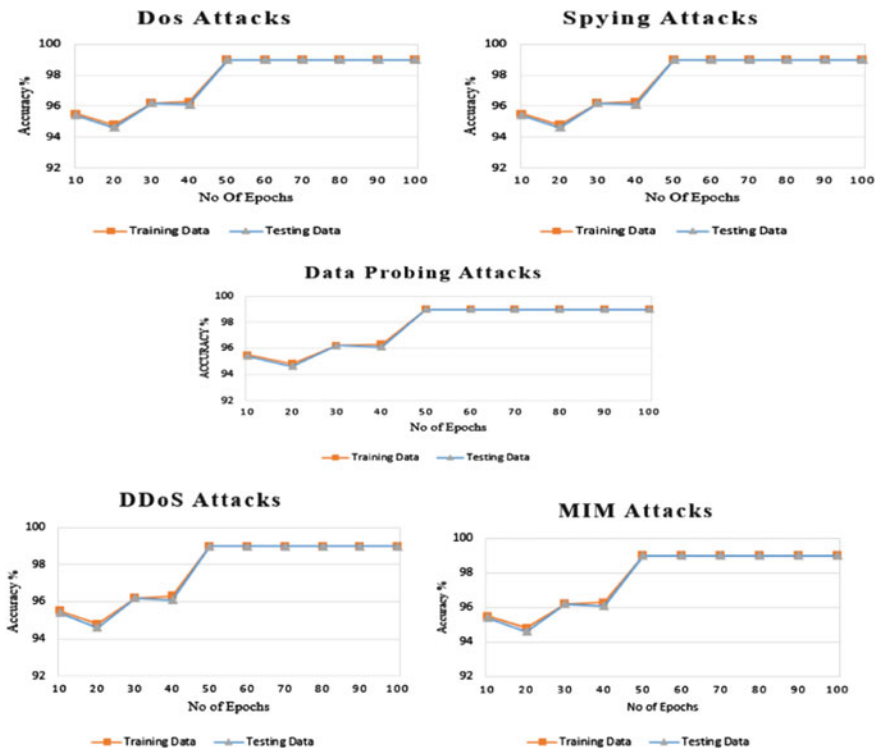 Dos Attacks
100
98
96
94
92
Accuracy %
10 20 30 40 50 60 70 80 90 100
No Of Epochs
Training Data Testing Data
Spying Attacks
100
98
96
94
92
Accuracy %
10 20 30 40 50 60 70 80 90 100
No Of Epochs
Training Data Testing Data
Data Probing Attacks
100
98
96
94
92
ACCURACY %
10 20 30 40 50 60 70 80 90 100
No of Epochs
Training Data Testing Data
DDoS Attacks
100
98
96
94
92
Accuracy %
10 20 30 40 50 60 70 80 90 100
No of Epochs
Training Data Testing Data
MIM Attacks
100
98
96
94
92
Accuracy %
10 20 30 40 50 60 70 80 90 100
No of Epochs
Training Data Testing Data